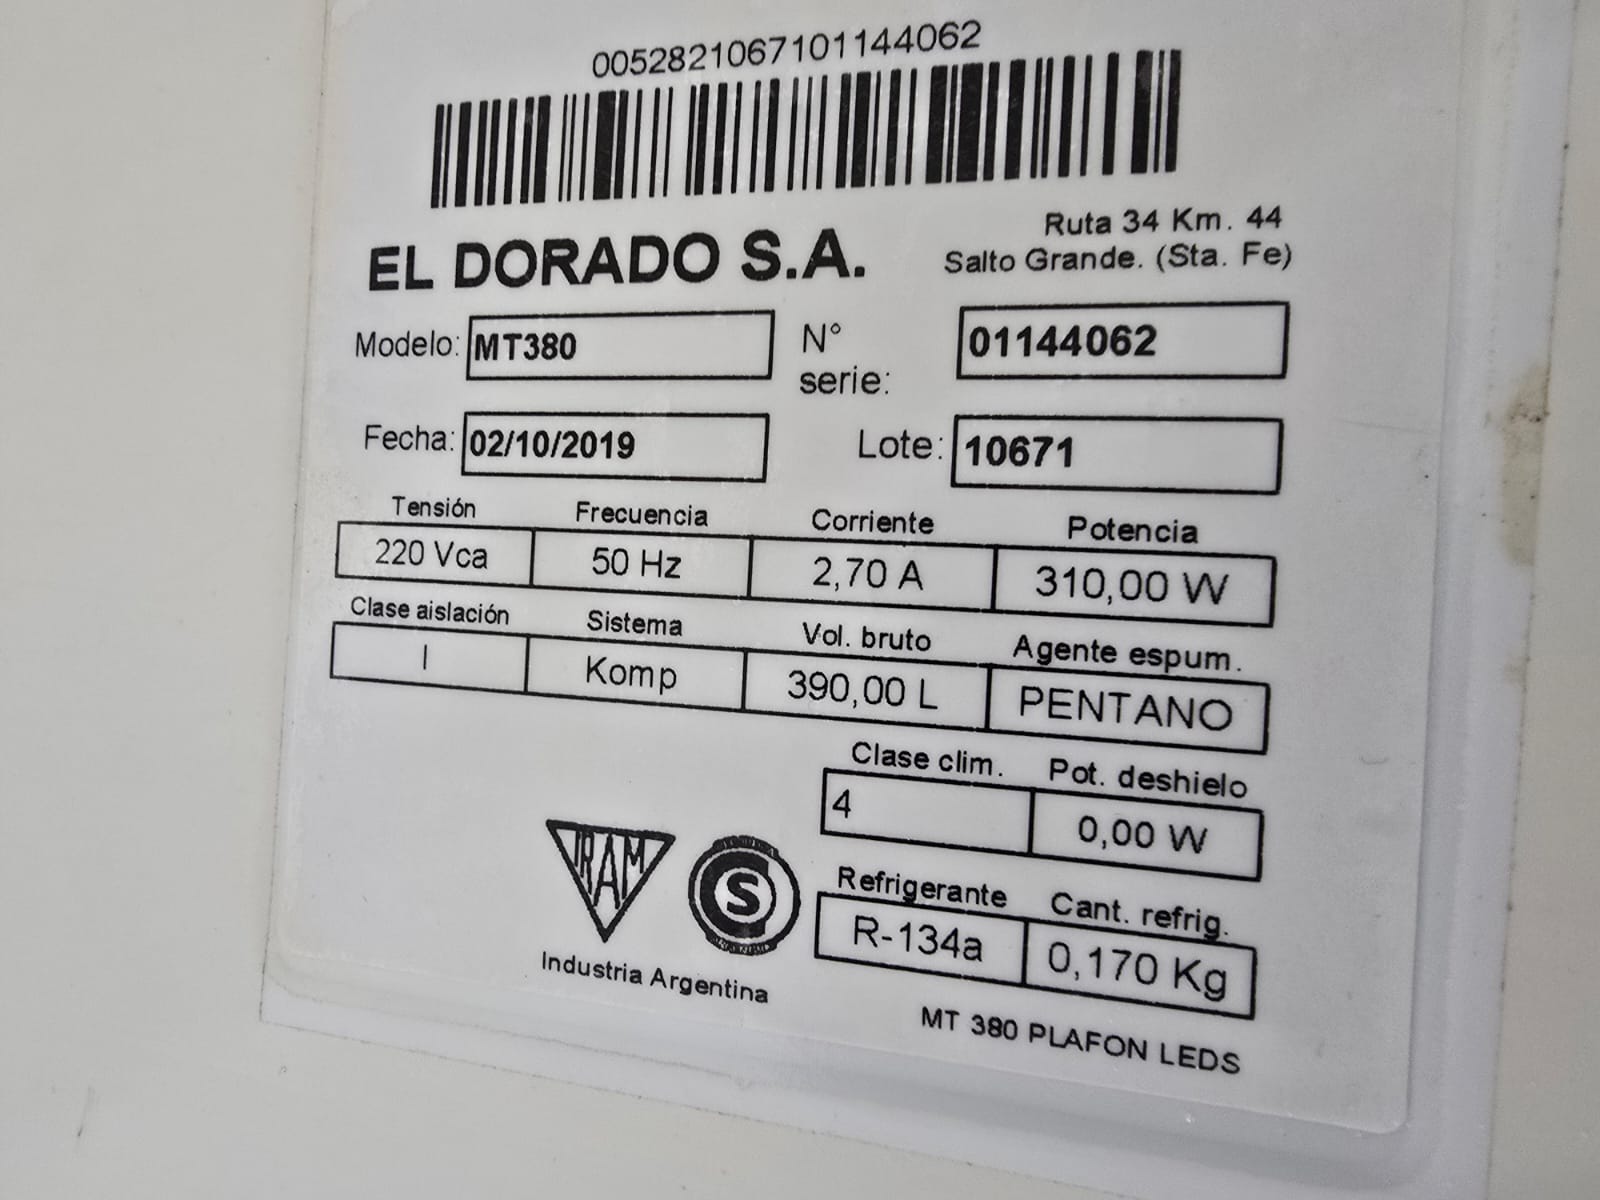 0052821067101144062
EL DORADO S.A.
Ruta 34 Km. 44
Salto Grande. (Sta. Fe)
Modelo: MT380
N° serie: 01144062
Fecha: 02/10/2019
Lote: 10671
Tensión Frecuencia Corriente Potencia
220 Vca 50 Hz 2,70 A 310,00 W
Clase aislación Sistema Vol. bruto Agente espum.
I Komp 390,00 L PENTANO
Clase clim. Pot. deshielo
4 0,00 W
IRAM
S
Refrigerante Cant. refrig.
R-134a 0,170 Kg
Industria Argentina
MT 380 PLAFON LEDS